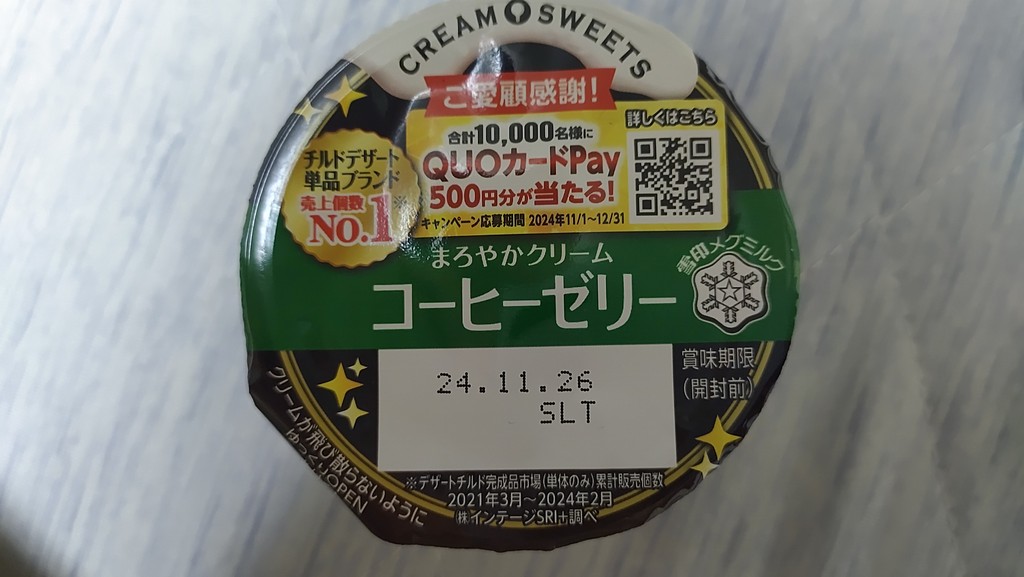 CREAM SWEETS
ご愛顧感謝!
合計10,000名様に
QUOカードPay
500円分が当たる!
キャンペーン応募期間 2024年11/1~12/31
詳しくはこちら
チルドデザート
単品ブランド
売上個数
No.1※
まろやかクリーム
コーヒーゼリー
雪印メグミルク
24.11.26
SLT
賞味期限
(開封前)
クリームが飛び散らないように
ゆっくりOPEN
※デザートチルド完成品市場(単体のみ)累計販売個数
2021年3月~2024年2月
㈱インテージSRI+調べ